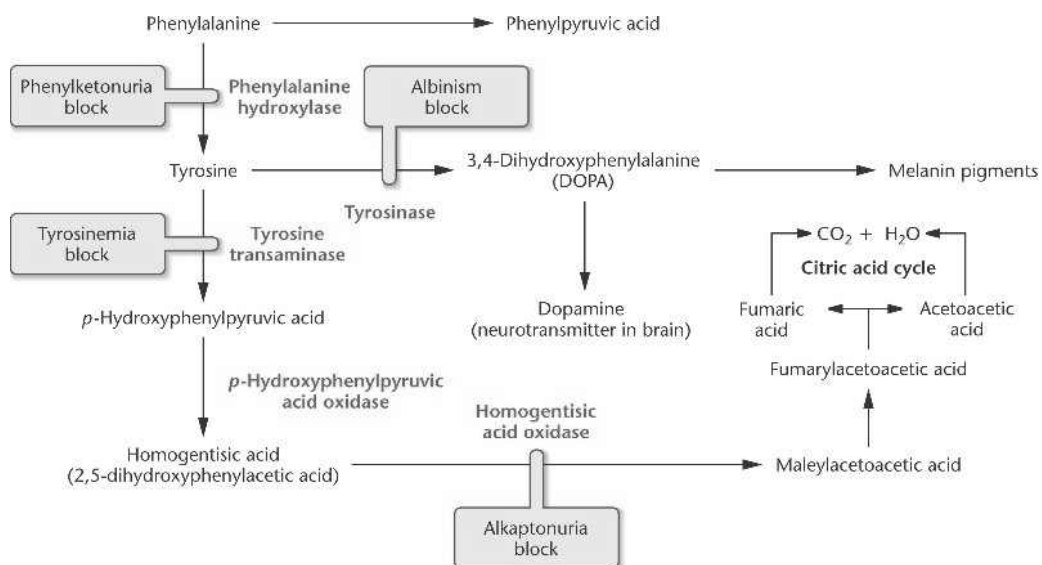 Phenylalanine
Phenylpyruvic acid
Phenylketonuria
block
Phenylalanine
hydroxylase
Albinism
block
Tyrosine
3,4-Dihydroxyphenylalanine
(DOPA)
Melanin pigments
Tyrosinase
Tyrosinemia
block
Tyrosine
transaminase
CO₂ + H₂O
Citric acid cycle
p-Hydroxyphenylpyruvic acid
Dopamine
(neurotransmitter in brain)
Fumaric
acid
Acetoacetic
acid
Fumarylacetoacetic acid
p-Hydroxyphenylpyruvic
acid oxidase
Homogentisic
acid oxidase
Homogentisic acid
(2,5-dihydroxyphenylacetic acid)
Maleylacetoacetic acid
Alkaptonuria
block